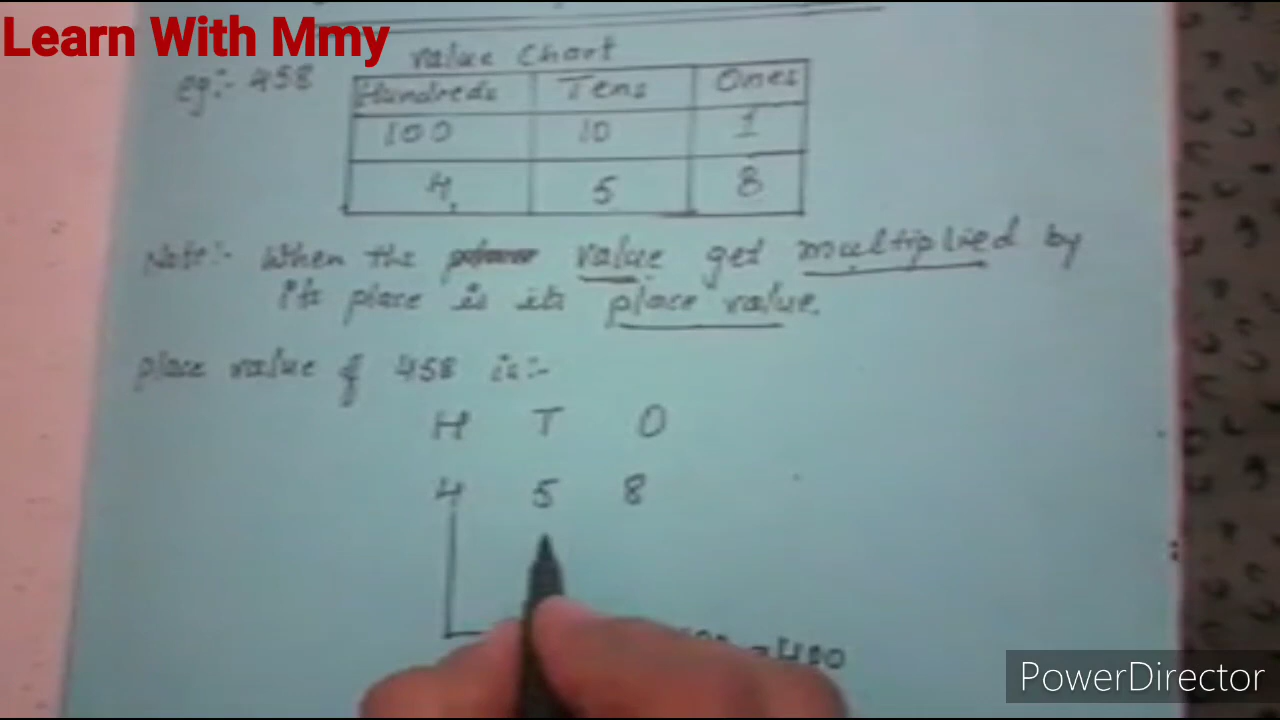 Learn With Mmy
Value Chart
eg:- 458
Hundreds Tens Ones
100 10 1
4 5 8
Note:- When the value get multiplied by
its place is its place value.
place value of 458 is:-
H T O
4 5 8
= 400
PowerDirector